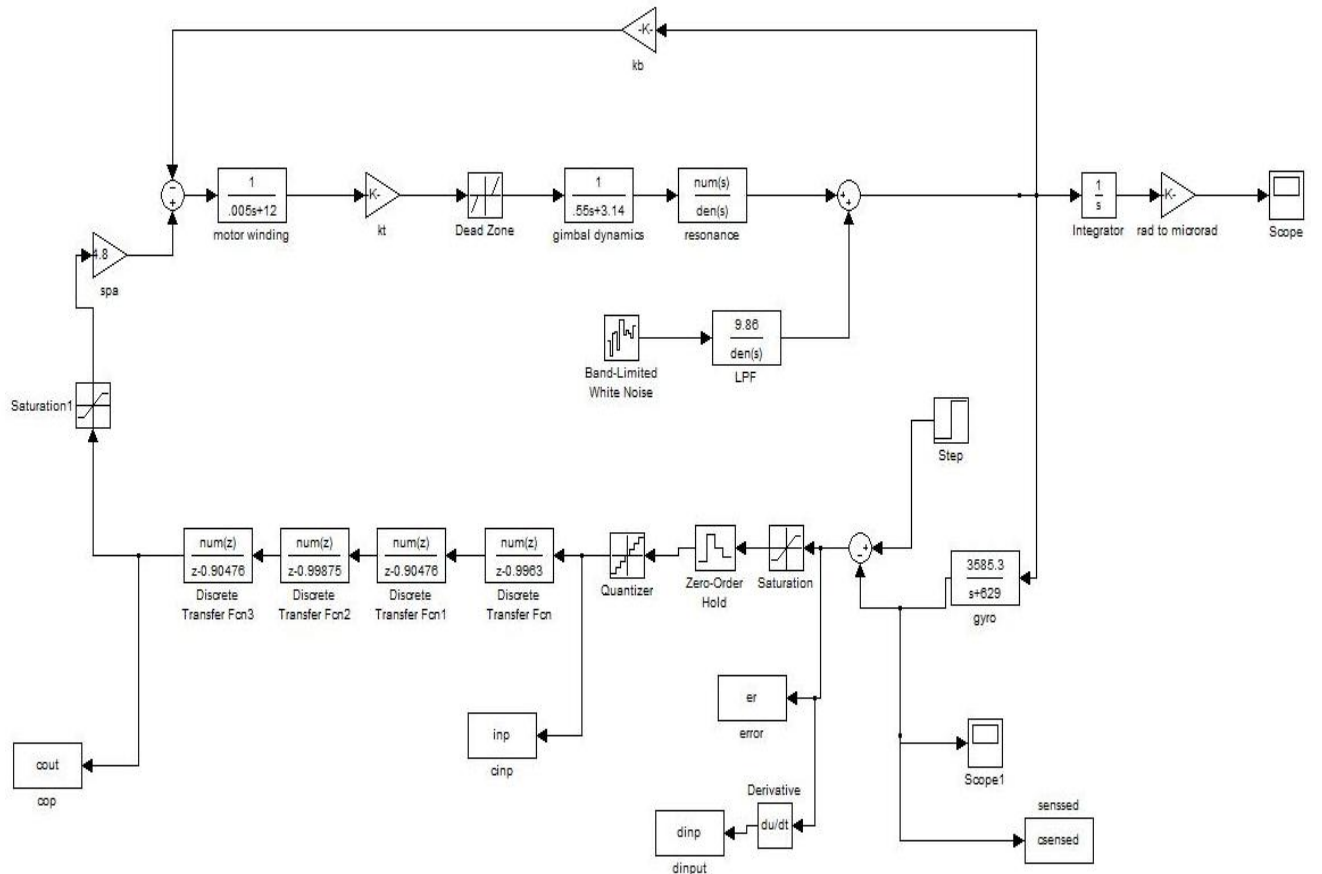 -K-
kb
1
.005s+12
motor winding
K-
kt
Dead Zone
1
.55s+3.14
gimbal dynamics
num(s)
den(s)
resonance
1
s
Integrator
K-
rad to microrad
Scope
4.8
spa
Band-Limited
White Noise
9.86
den(s)
LPF
Saturation1
Step
num(z)
z-0.90476
Discrete
Transfer Fcn3
num(z)
z-0.99875
Discrete
Transfer Fcn2
num(z)
z-0.90476
Discrete
Transfer Fcn1
num(z)
z-0.9963
Discrete
Transfer Fcn
Quantizer
Zero-Order
Hold
Saturation
3585.3
s+629
gyro
er
error
inp
cinp
cout
cop
Scope1
Derivative
du/dt
dinp
dinput
senssed
csensed